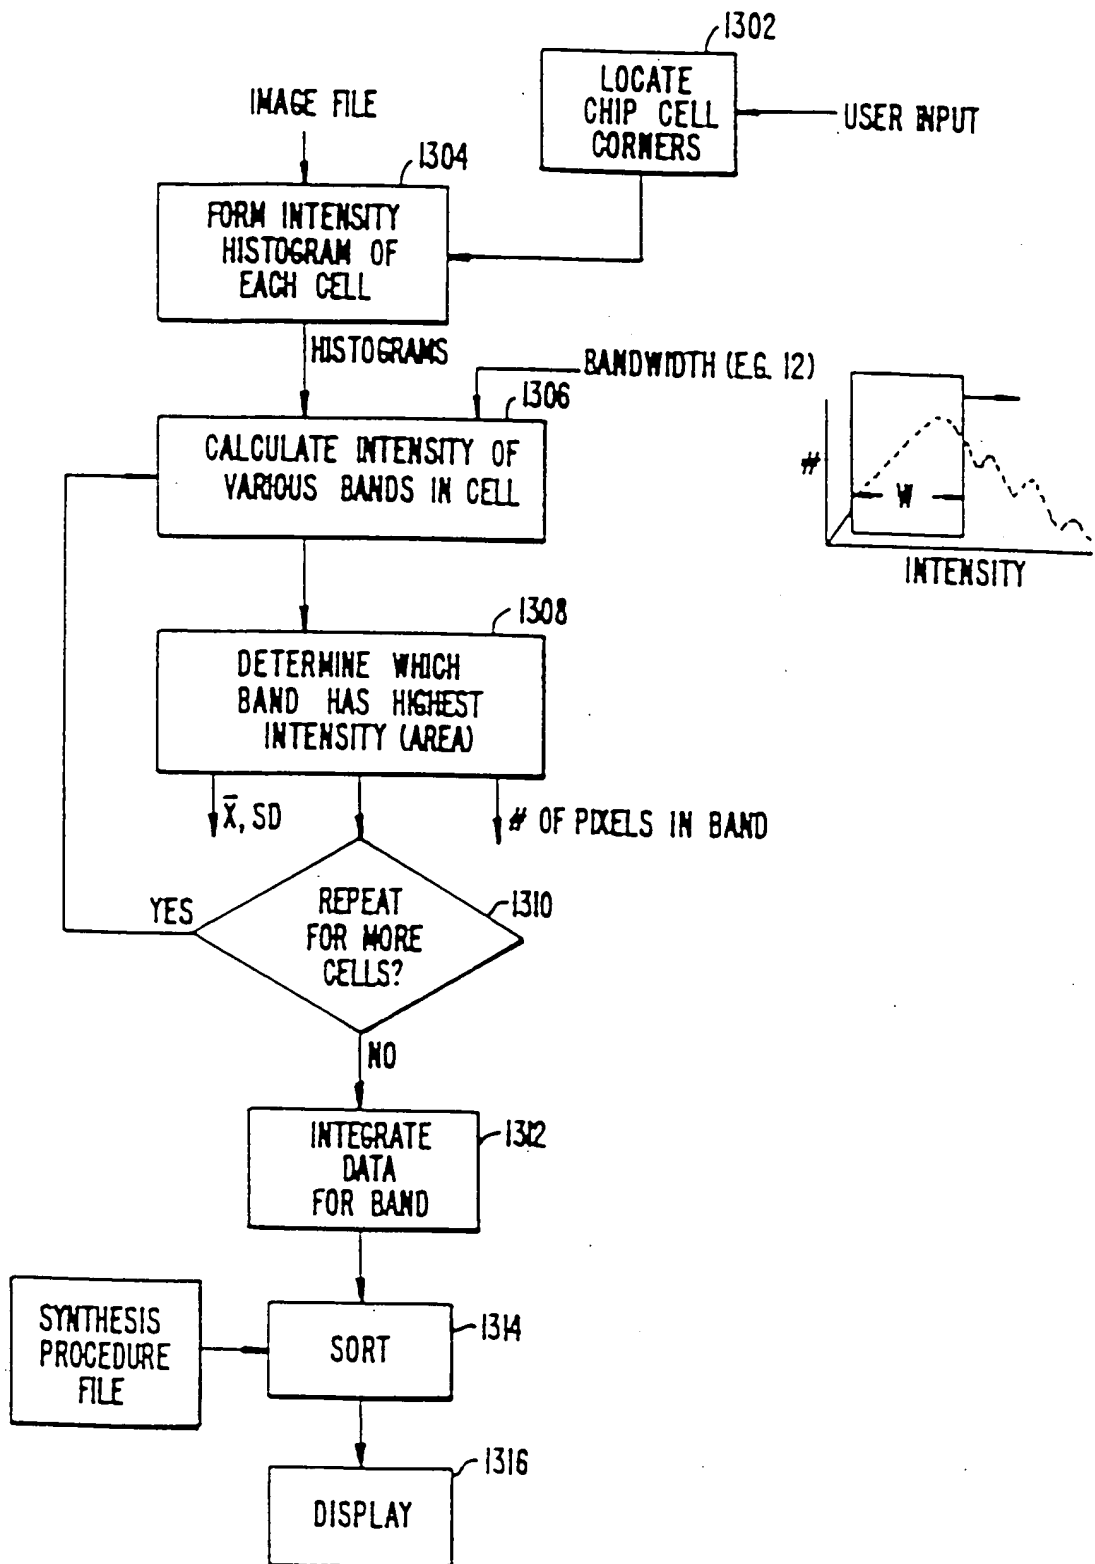 1302
LOCATE
CHIP CELL
CORNERS
USER INPUT
IMAGE FILE
1304
FORM INTENSITY
HISTOGRAM OF
EACH CELL
HISTOGRAMS
BANDWIDTH (E.G. 12)
1306
CALCULATE INTENSITY OF
VARIOUS BANDS IN CELL
#
W
INTENSITY
1308
DETERMINE WHICH
BAND HAS HIGHEST
INTENSITY (AREA)
X̅, SD
# OF PIXELS IN BAND
YES
REPEAT
FOR MORE
CELLS?
1310
NO
INTEGRATE
DATA
FOR BAND
1312
SYNTHESIS
PROCEDURE
FILE
SORT
1314
DISPLAY
1316